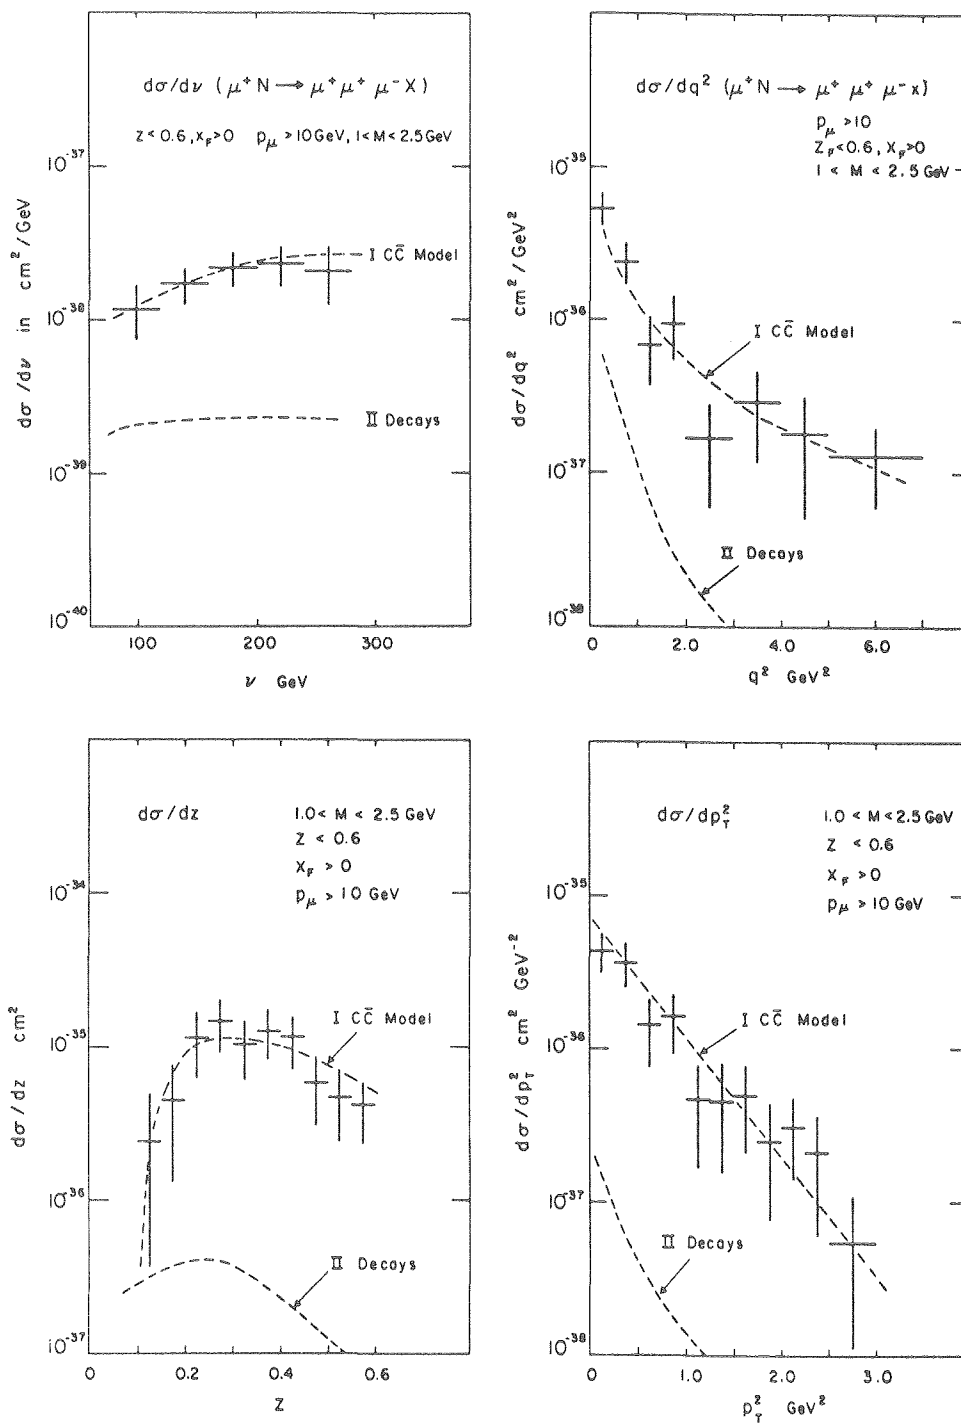 dσ/dν (μ⁺N ⟶ μ⁺ μ⁺ μ⁻X)
z < 0.6, x_F > 0 p_μ > 10 GeV, 1 < M < 2.5 GeV
10⁻³⁷
10⁻³⁸
10⁻³⁹
10⁻⁴⁰
dσ/dν in cm²/GeV
I CC̄ Model
II Decays
100
200
300
ν GeV
dσ/dq² (μ⁺N ⟶ μ⁺ μ⁺ μ⁻x)
p_μ > 10
Z_F < 0.6, X_F > 0
1 < M < 2.5 GeV
10⁻³⁵
10⁻³⁶
10⁻³⁷
10⁻³⁸
dσ/dq² cm²/GeV²
I CC̄ Model
II Decays
0
2.0
4.0
6.0
q² GeV²
dσ/dz
1.0 < M < 2.5 GeV
Z < 0.6
X_F > 0
p_μ > 10 GeV
10⁻³⁴
10⁻³⁵
10⁻³⁶
10⁻³⁷
dσ/dz cm²
I CC̄ Model
II Decays
0
0.2
0.4
0.6
Z
dσ/dp_T²
1.0 < M < 2.5 GeV
Z < 0.6
X_F > 0
p_μ > 10 GeV
10⁻³⁵
10⁻³⁶
10⁻³⁷
10⁻³⁸
dσ/dp_T² cm² GeV⁻²
I CC̄ Model
II Decays
0
1.0
2.0
3.0
p_T² GeV²